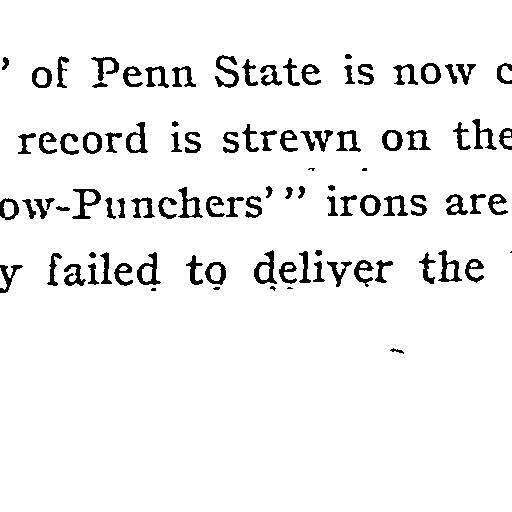 ’ of Penn State is now c
record is strewn on the
ow-Punchers’” irons are
y failed to deliver the